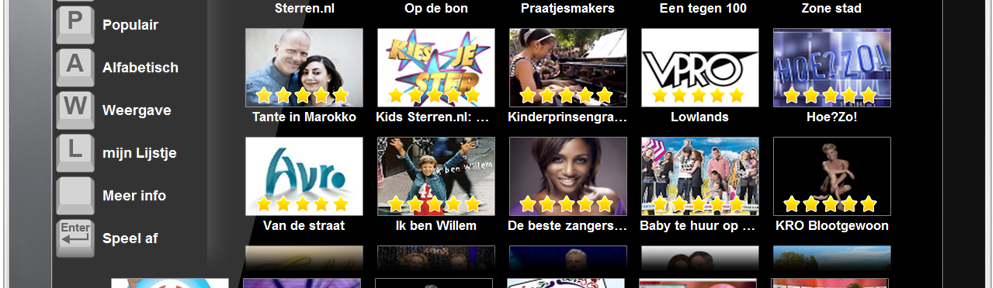 Sterren.nl
Op de bon
Praatjesmakers
Een tegen 100
Zone stad
P Populair
A Alfabetisch
W Weergave
L mijn Lijstje
Meer info
Enter Speel af
KIES JE
STER
VPRO
HOE?ZO!
Tante in Marokko
Kids Sterren.nl: ...
Kinderprinsengra...
Lowlands
Hoe?Zo!
Avro
ik ben Willem
4
Van de straat
Ik ben Willem
De beste zangers...
Baby te huur op ...
KRO Blootgewoon